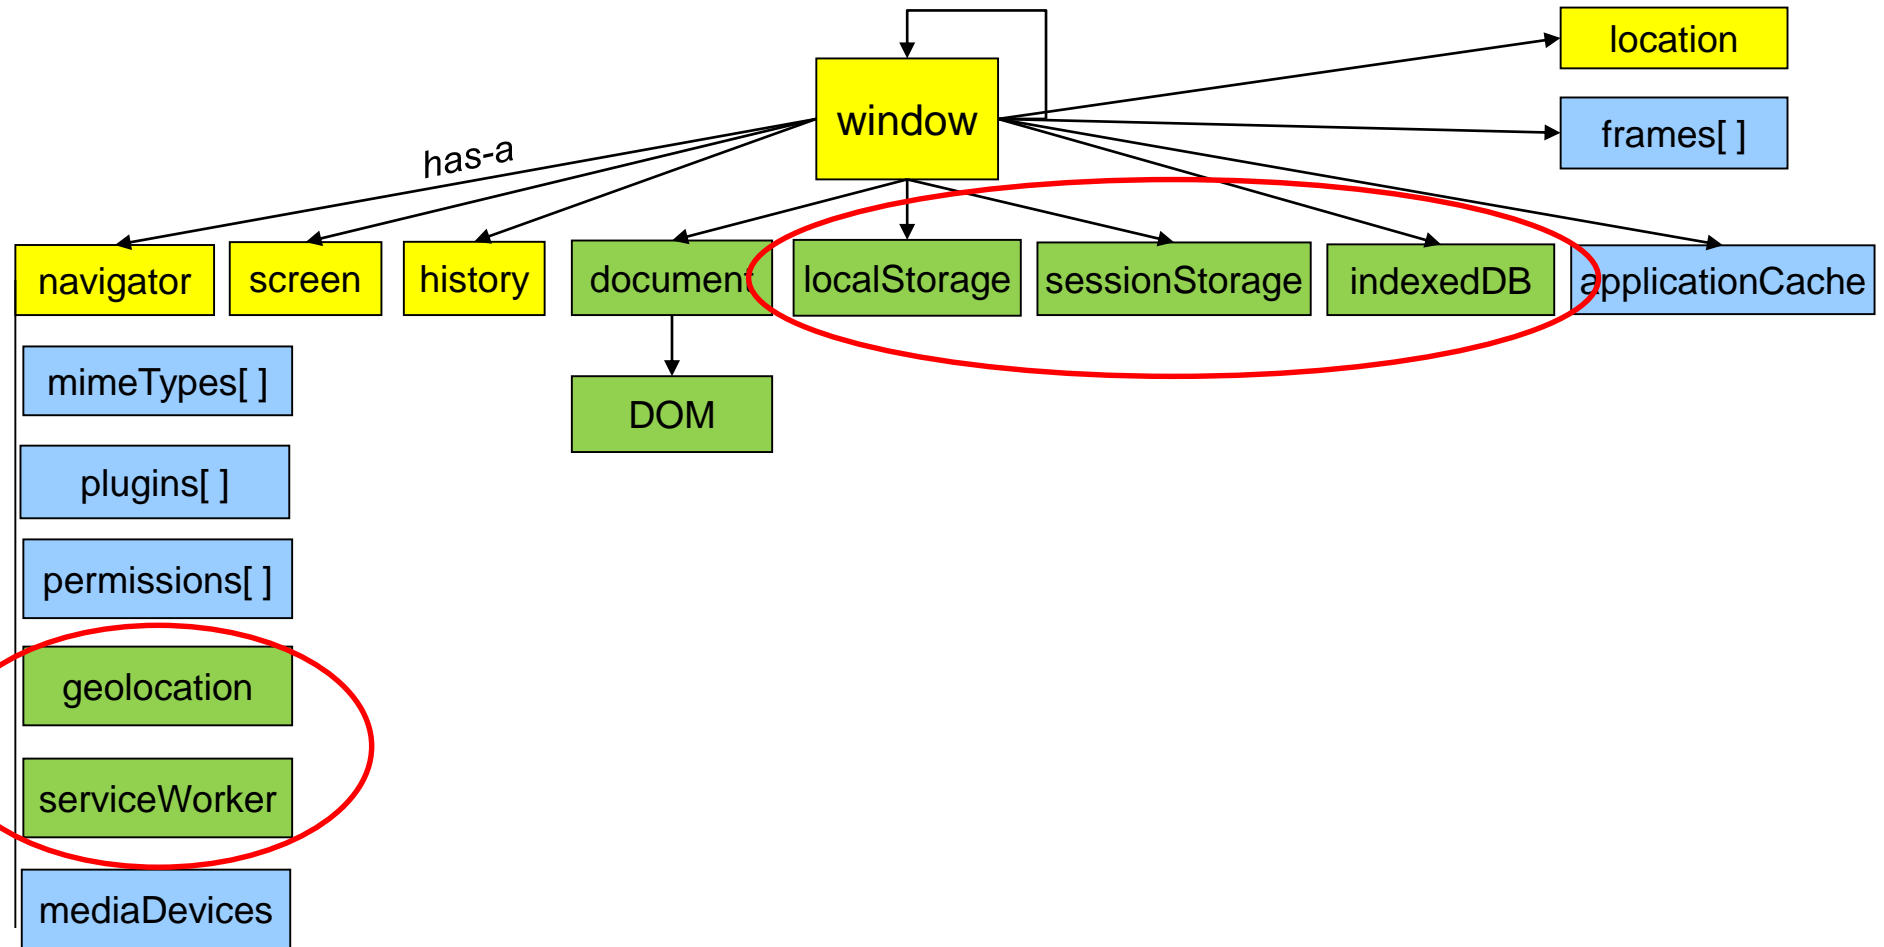 location
window
frames[ ]
has-a
navigator
screen
history
document
localStorage
sessionStorage
indexedDB
applicationCache
mimeTypes[ ]
DOM
plugins[ ]
permissions[ ]
geolocation
serviceWorker
mediaDevices